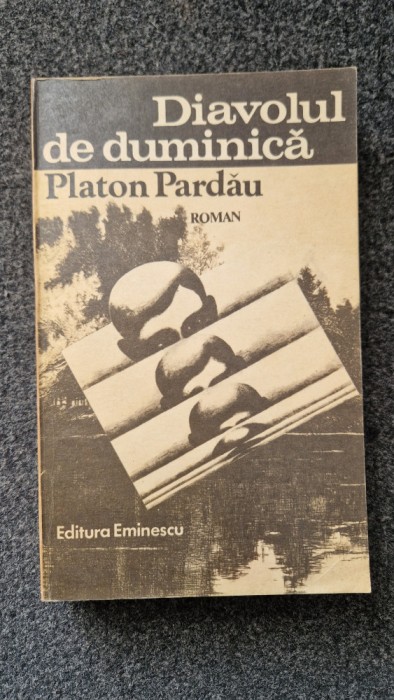 Diavolul
de duminică
Platon Pardău
ROMAN
Editura Eminescu